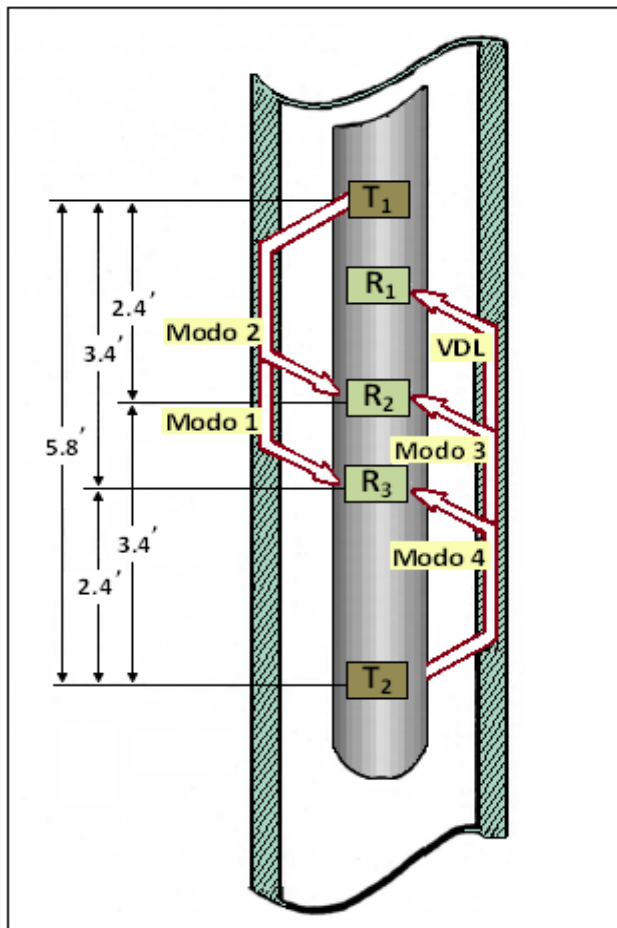 T₁
R₁
2.4′
VDL
Modo 2
3.4′
R₂
Modo 1
Modo 3
5.8′
R₃
3.4′
Modo 4
2.4′
T₂